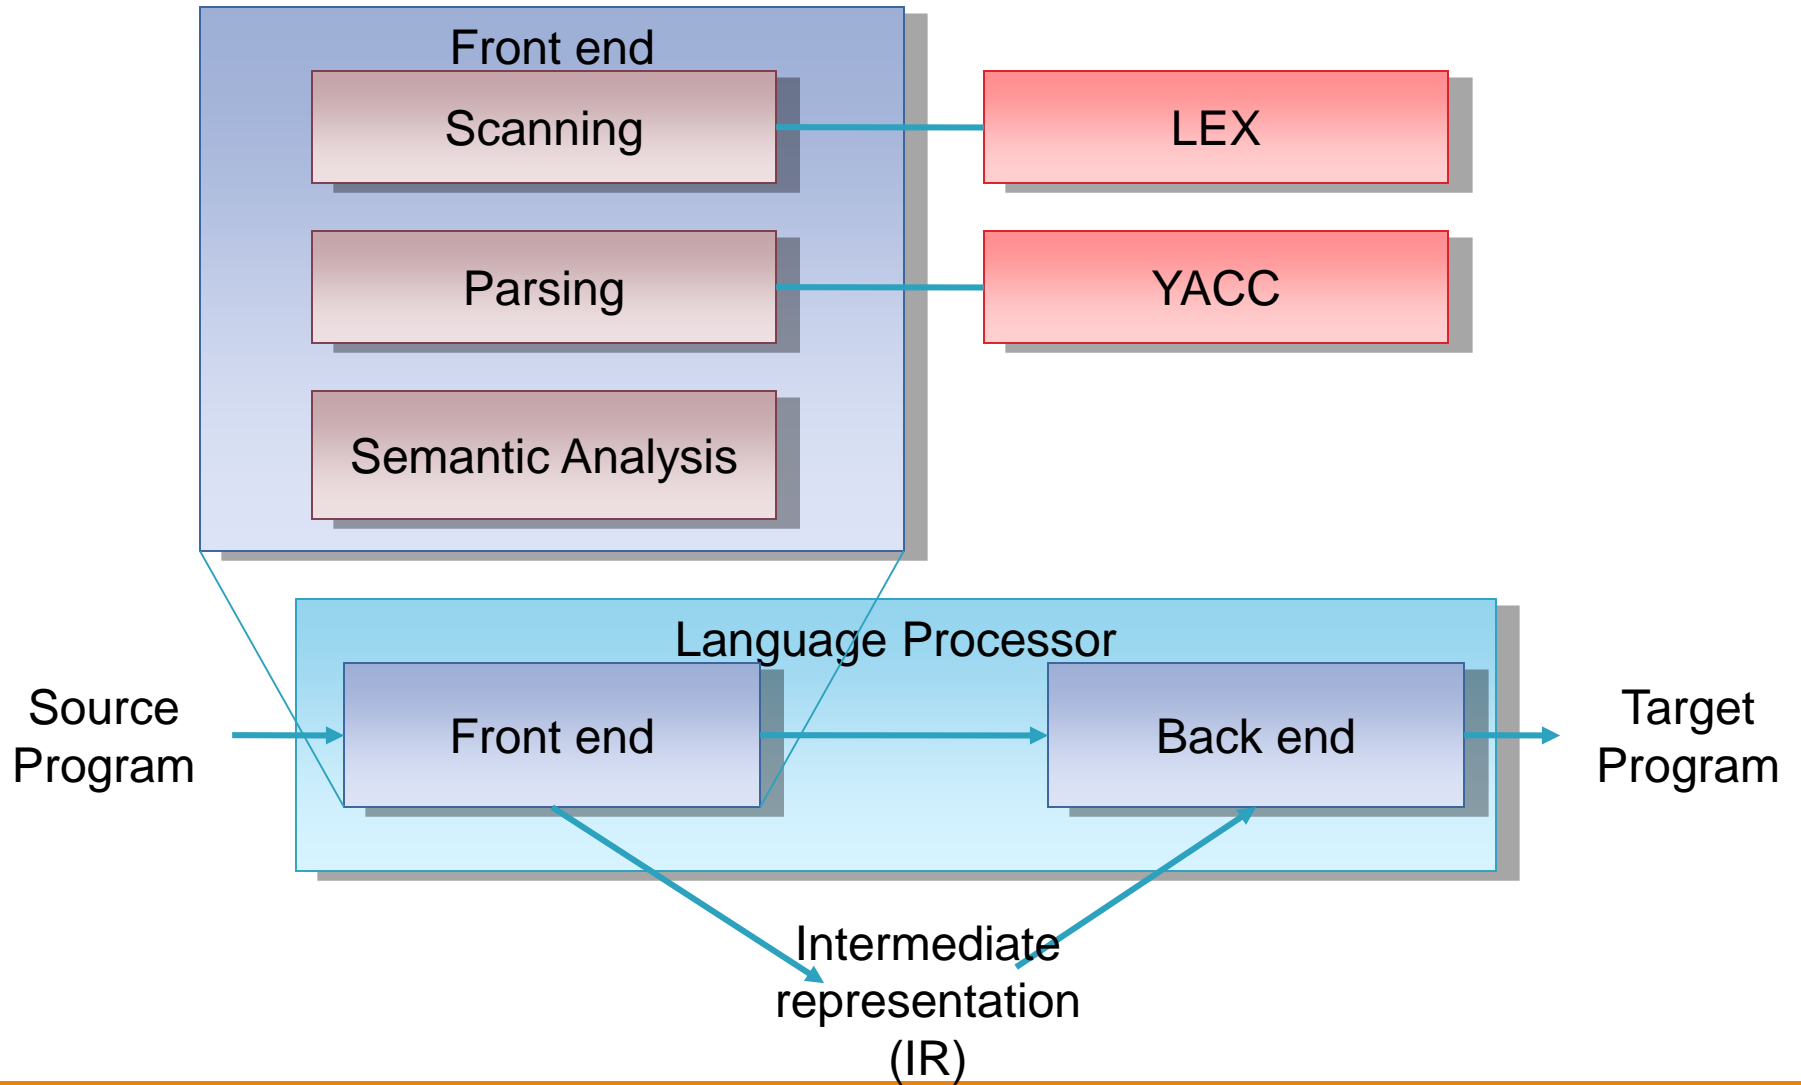 Front end
Scanning
LEX
Parsing
YACC
Semantic Analysis
Language Processor
Source
Program
Front end
Back end
Target
Program
Intermediate
representation
(IR)